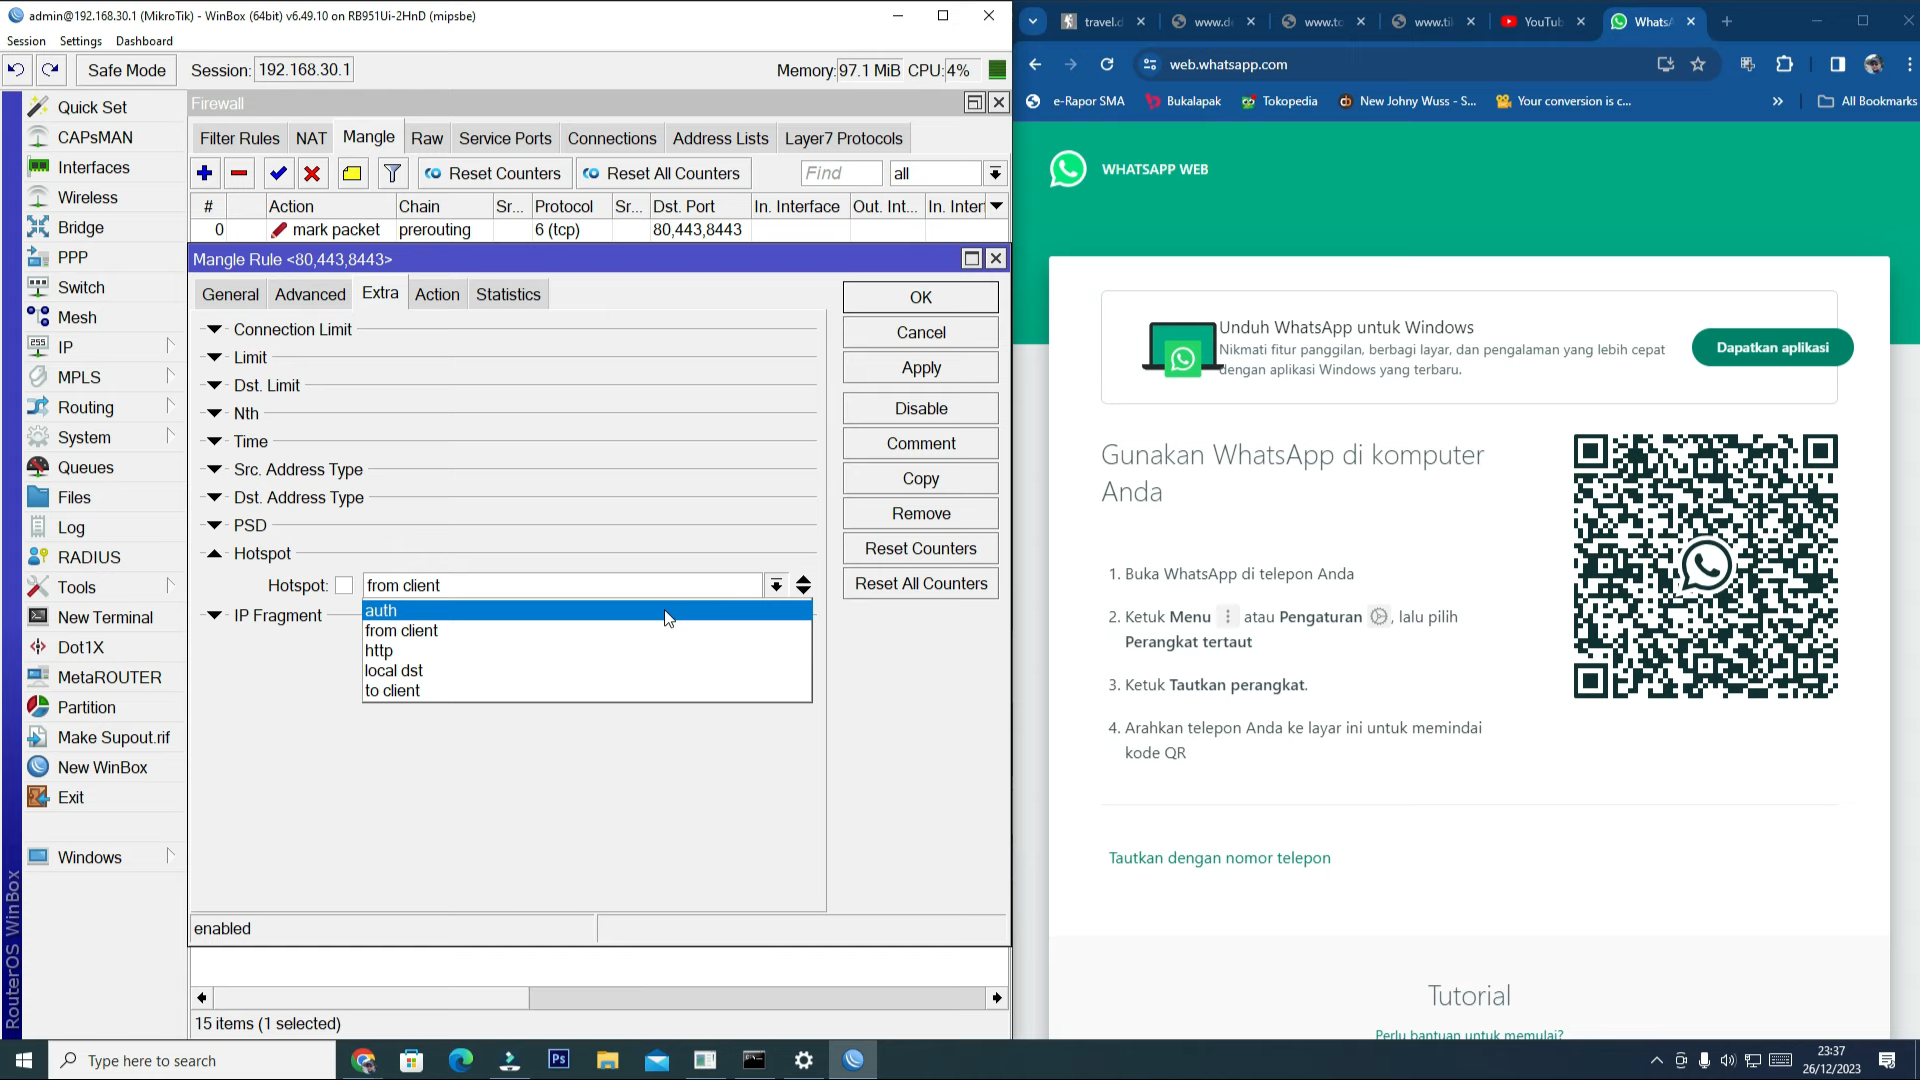 admin@192.168.30.1 (MikroTik) - WinBox (64bit) v6.49.10 on RB951Ui-2HnD (mipsbe)
Session Settings Dashboard
Safe Mode Session: 192.168.30.1 Memory: 97.1 MiB CPU: 4%
Quick Set
CAPsMAN
Interfaces
Wireless
Bridge
PPP
Switch
Mesh
IP
MPLS
Routing
System
Queues
Files
Log
RADIUS
Tools
New Terminal
Dot1X
MetaROUTER
Partition
Make Supout.rif
New WinBox
Exit
Windows
RouterOS WinBox
Firewall
Filter Rules NAT Mangle Raw Service Ports Connections Address Lists Layer7 Protocols
Reset Counters Reset All Counters Find all
# Action Chain Sr... Protocol Sr... Dst. Port In. Interface Out. Int... In. Inter
0 mark packet prerouting 6 (tcp) 80,443,8443
Mangle Rule <80,443,8443>
General Advanced Extra Action Statistics
Connection Limit
Limit
Dst. Limit
Nth
Time
Src. Address Type
Dst. Address Type
PSD
Hotspot
Hotspot: from client
auth
from client
http
local dst
to client
IP Fragment
OK
Cancel
Apply
Disable
Comment
Copy
Remove
Reset Counters
Reset All Counters
enabled
15 items (1 selected)
travel.d www.de www.to www.ti YouTub WhatsA
web.whatsapp.com
e-Rapor SMA Bukalapak Tokopedia New Johny Wuss - S... Your conversion is c... » All Bookmarks
WHATSAPP WEB
Unduh WhatsApp untuk Windows
Nikmati fitur panggilan, berbagi layar, dan pengalaman yang lebih cepat
dengan aplikasi Windows yang terbaru.
Dapatkan aplikasi
Gunakan WhatsApp di komputer
Anda
1. Buka WhatsApp di telepon Anda
2. Ketuk Menu atau Pengaturan , lalu pilih
Perangkat tertaut
3. Ketuk Tautkan perangkat.
4. Arahkan telepon Anda ke layar ini untuk memindai
kode QR
Tautkan dengan nomor telepon
Tutorial
Perlu bantuan untuk memulai?
Type here to search
Ps
23:37
26/12/2023